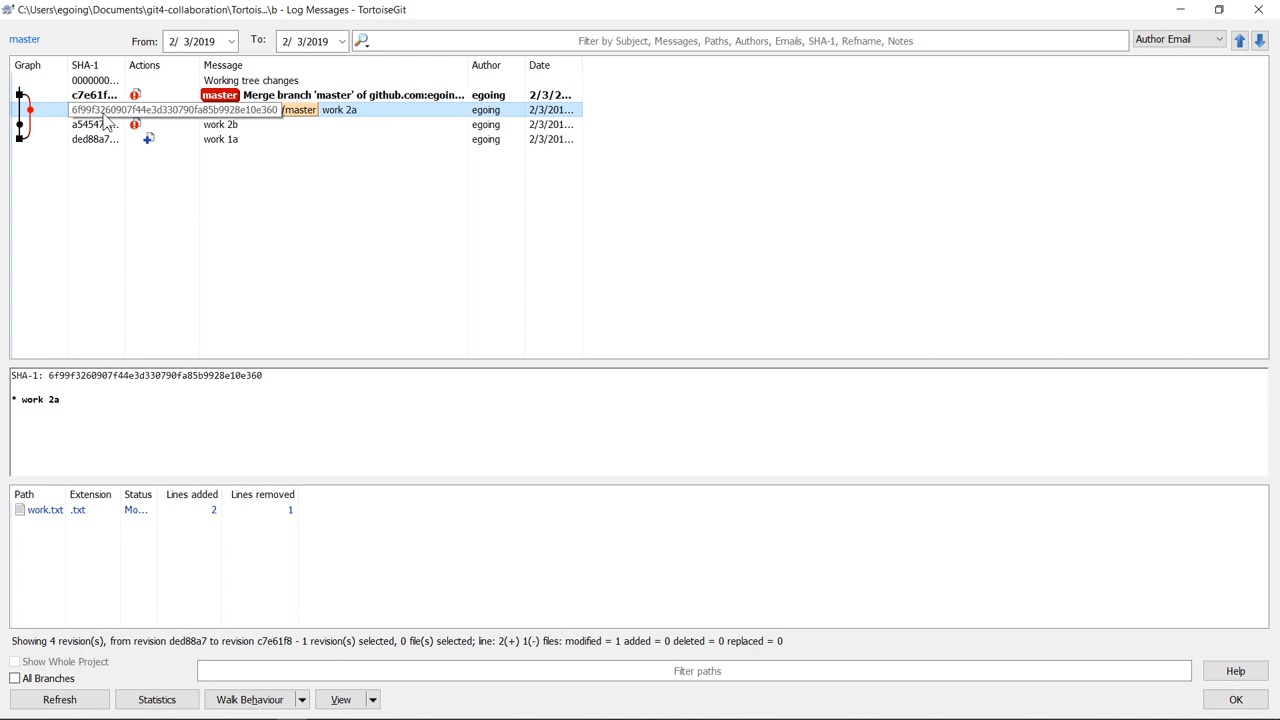 C:\Users\egoing\Documents\git4-collaboration\Tortois...\b - Log Messages - TortoiseGit
master From: 2/ 3/2019 To: 2/ 3/2019 Filter by Subject, Messages, Paths, Authors, Emails, SHA-1, Refname, Notes Author Email
Graph SHA-1 Actions Message Author Date
0000000... Working tree changes
c7e61f... master Merge branch 'master' of github.com:egoin... egoing 2/3/2...
6f99f3260907f44e3d330790fa85b9928e10e360 /master work 2a egoing 2/3/201...
a5454... work 2b egoing 2/3/201...
ded88a7... work 1a egoing 2/3/201...
SHA-1: 6f99f3260907f44e3d330790fa85b9928e10e360
* work 2a
Path Extension Status Lines added Lines removed
work.txt .txt Mo... 2 1
Showing 4 revision(s), from revision ded88a7 to revision c7e61f8 - 1 revision(s) selected, 0 file(s) selected; line: 2(+) 1(-) files: modified = 1 added = 0 deleted = 0 replaced = 0
Show Whole Project
All Branches
Filter paths
Help
Refresh Statistics Walk Behaviour View OK